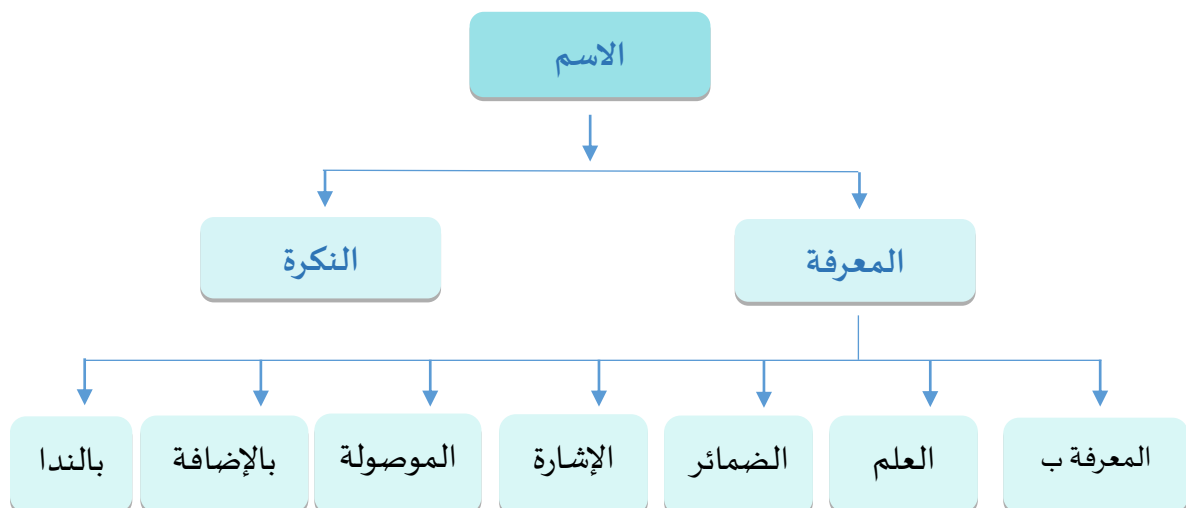 الاسم
المعرفة
النكرة
المعرفة ب
العلم
الضمائر
الإشارة
الموصولة
بالإضافة
بالندا